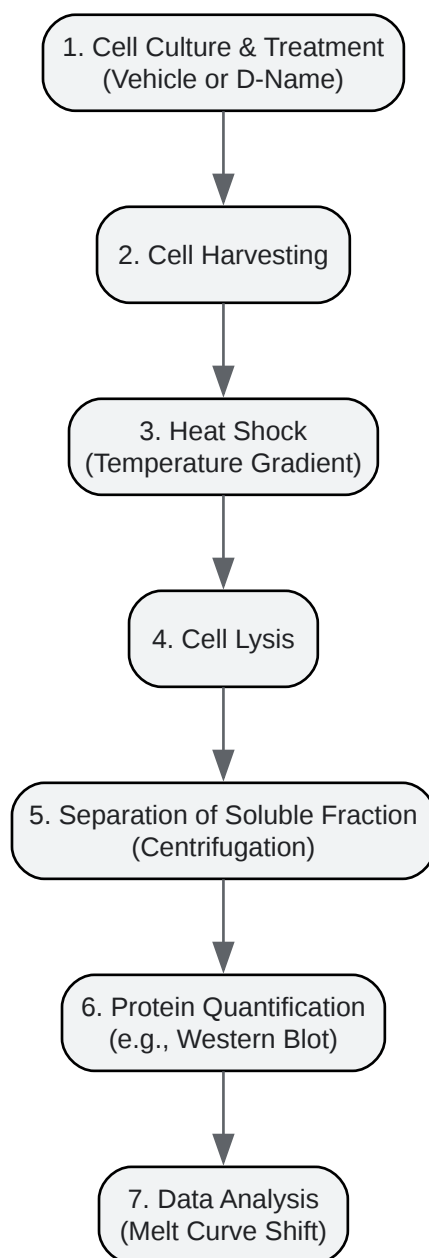 1. Cell Culture & Treatment
(Vehicle or D-Name)
2. Cell Harvesting
3. Heat Shock
(Temperature Gradient)
4. Cell Lysis
5. Separation of Soluble Fraction
(Centrifugation)
6. Protein Quantification
(e.g., Western Blot)
7. Data Analysis
(Melt Curve Shift)